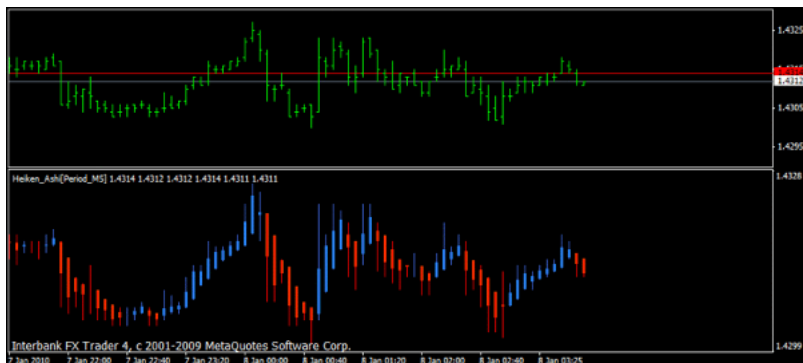 1.4325
1.4312
1.4305
1.4295
Heiken_Ashi[Period_MS] 1.4314 1.4312 1.4312 1.4314 1.4311 1.4311
1.4328
Interbank FX Trader 4, c 2001-2009 MetaQuotes Software Corp.
1.4299
7 Jan 2010 7 Jan 22:00 7 Jan 22:40 7 Jan 23:20 8 Jan 00:00 8 Jan 00:40 8 Jan 01:20 8 Jan 02:00 8 Jan 02:40 8 Jan 03:25